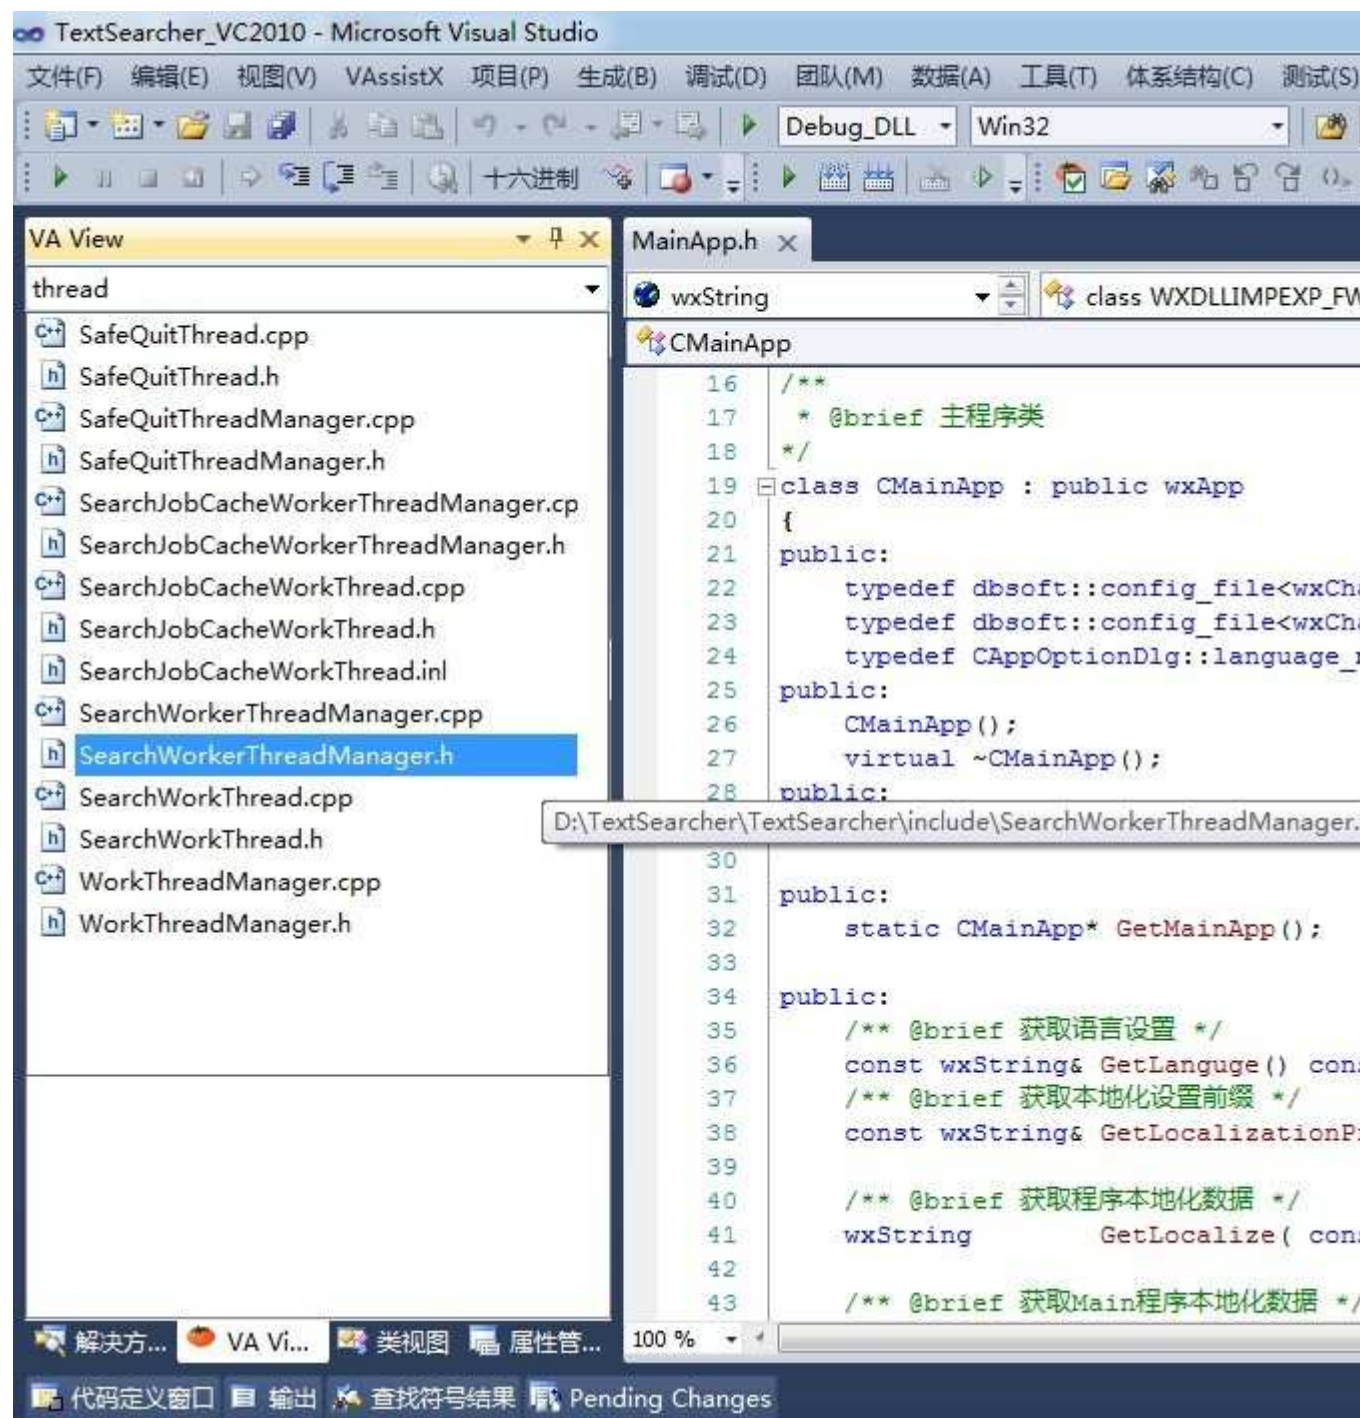 TextSearcher_VC2010 - Microsoft Visual Studio
文件(F) 编辑(E) 视图(V) VAssistX 项目(P) 生成(B) 调试(D) 团队(M) 数据(A) 工具(T) 体系结构(C) 测试(S)
Debug_DLL Win32
十六进制
VA View
thread
SafeQuitThread.cpp
SafeQuitThread.h
SafeQuitThreadManager.cpp
SafeQuitThreadManager.h
SearchJobCacheWorkerThreadManager.cp
SearchJobCacheWorkerThreadManager.h
SearchJobCacheWorkThread.cpp
SearchJobCacheWorkThread.h
SearchJobCacheWorkThread.inl
SearchWorkerThreadManager.cpp
SearchWorkerThreadManager.h
SearchWorkThread.cpp
SearchWorkThread.h
WorkThreadManager.cpp
WorkThreadManager.h
MainApp.h
wxString class WXDLLIMPEXP_FW
CMainApp
16 /**
17 * @brief 主程序类
18 */
19 class CMainApp : public wxApp
20 {
21 public:
22 typedef dbsoft::config_file<wxCha
23 typedef dbsoft::config_file<wxCha
24 typedef CAppOptionDlg::language_
25 public:
26 CMainApp();
27 virtual ~CMainApp();
28 public:
D:\TextSearcher\TextSearcher\include\SearchWorkerThreadManager.
30
31 public:
32 static CMainApp* GetMainApp();
33
34 public:
35 /** @brief 获取语言设置 */
36 const wxString& GetLanguge() cons
37 /** @brief 获取本地化设置前缀 */
38 const wxString& GetLocalizationP
39
40 /** @brief 获取程序本地化数据 */
41 wxString GetLocalize( cons
42
43 /** @brief 获取Main程序本地化数据 */
100 %
解决方... VA Vi... 类视图 属性管...
代码定义窗口 输出 查找符号结果 Pending Changes